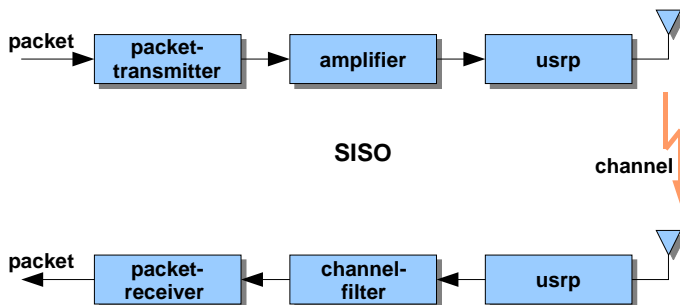 packet
packet-
transmitter
amplifier
usrp
SISO
channel
packet
packet-
receiver
channel-
filter
usrp